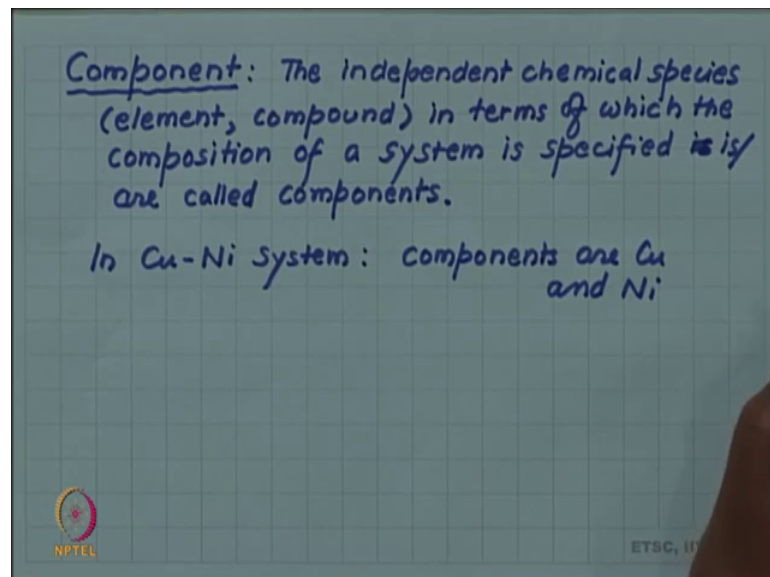 Component: The independent chemical species
(element, compound) in terms of which the
composition of a system is specified is/
are called components.
In Cu-Ni system: components are Cu
and Ni
NPTEL
ETSC,